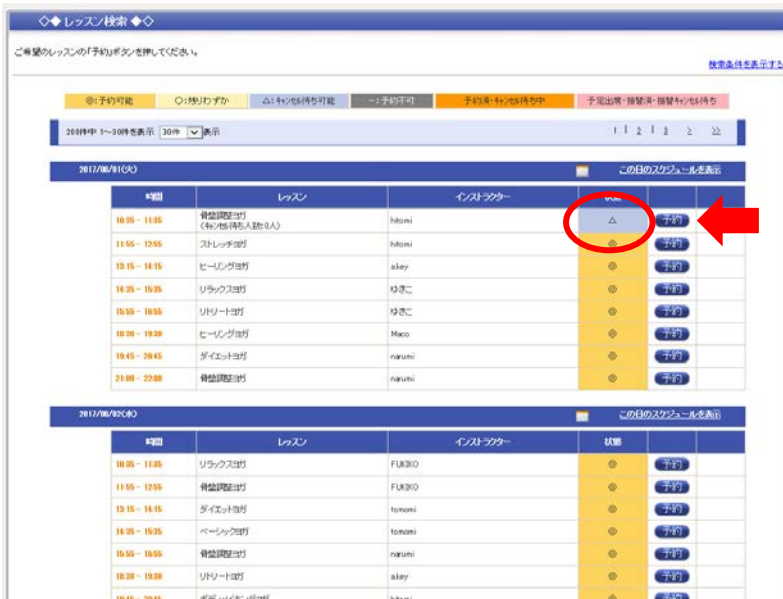 ◇◆ レッスン検索 ◆◇
ご希望のレッスンの「予約」ボタンを押してください。
検索条件を表示する
◎:予約可能 ○:残りわずか △:キャンセル待ち可能 －:予約不可 予約済・キャンセル待ち中 予定出席・振替済・振替キャンセル待ち
200件中 1～30件を表示 30件 表示 1 | 2 | 3 > >>
2017/08/01(火) この日のスケジュールを表示
時間 レッスン インストラクター 状態
10:35 ~ 11:35 骨盤調整ヨガ hitomi △ 予約
(キャンセル待ち人数:0人)
11:55 ~ 12:55 ストレッチヨガ hitomi ◎ 予約
13:15 ~ 14:15 ヒーリングヨガ akey ◎ 予約
14:35 ~ 15:35 リラックスヨガ ゆきこ ◎ 予約
15:55 ~ 16:55 リトリートヨガ ゆきこ ◎ 予約
18:30 ~ 19:30 ヒーリングヨガ Maco ◎ 予約
19:45 ~ 20:45 ダイエットヨガ narumi ◎ 予約
21:00 ~ 22:00 骨盤調整ヨガ narumi ◎ 予約
2017/08/02(水) この日のスケジュールを表示
時間 レッスン インストラクター 状態
10:35 ~ 11:35 リラックスヨガ FUKIKO ◎ 予約
11:55 ~ 12:55 骨盤調整ヨガ FUKIKO ◎ 予約
13:15 ~ 14:15 ダイエットヨガ tomomi ◎ 予約
14:35 ~ 15:35 ベーシックヨガ tomomi ◎ 予約
15:55 ~ 16:55 骨盤調整ヨガ narumi ◎ 予約
18:30 ~ 19:30 リトリートヨガ akey ◎ 予約